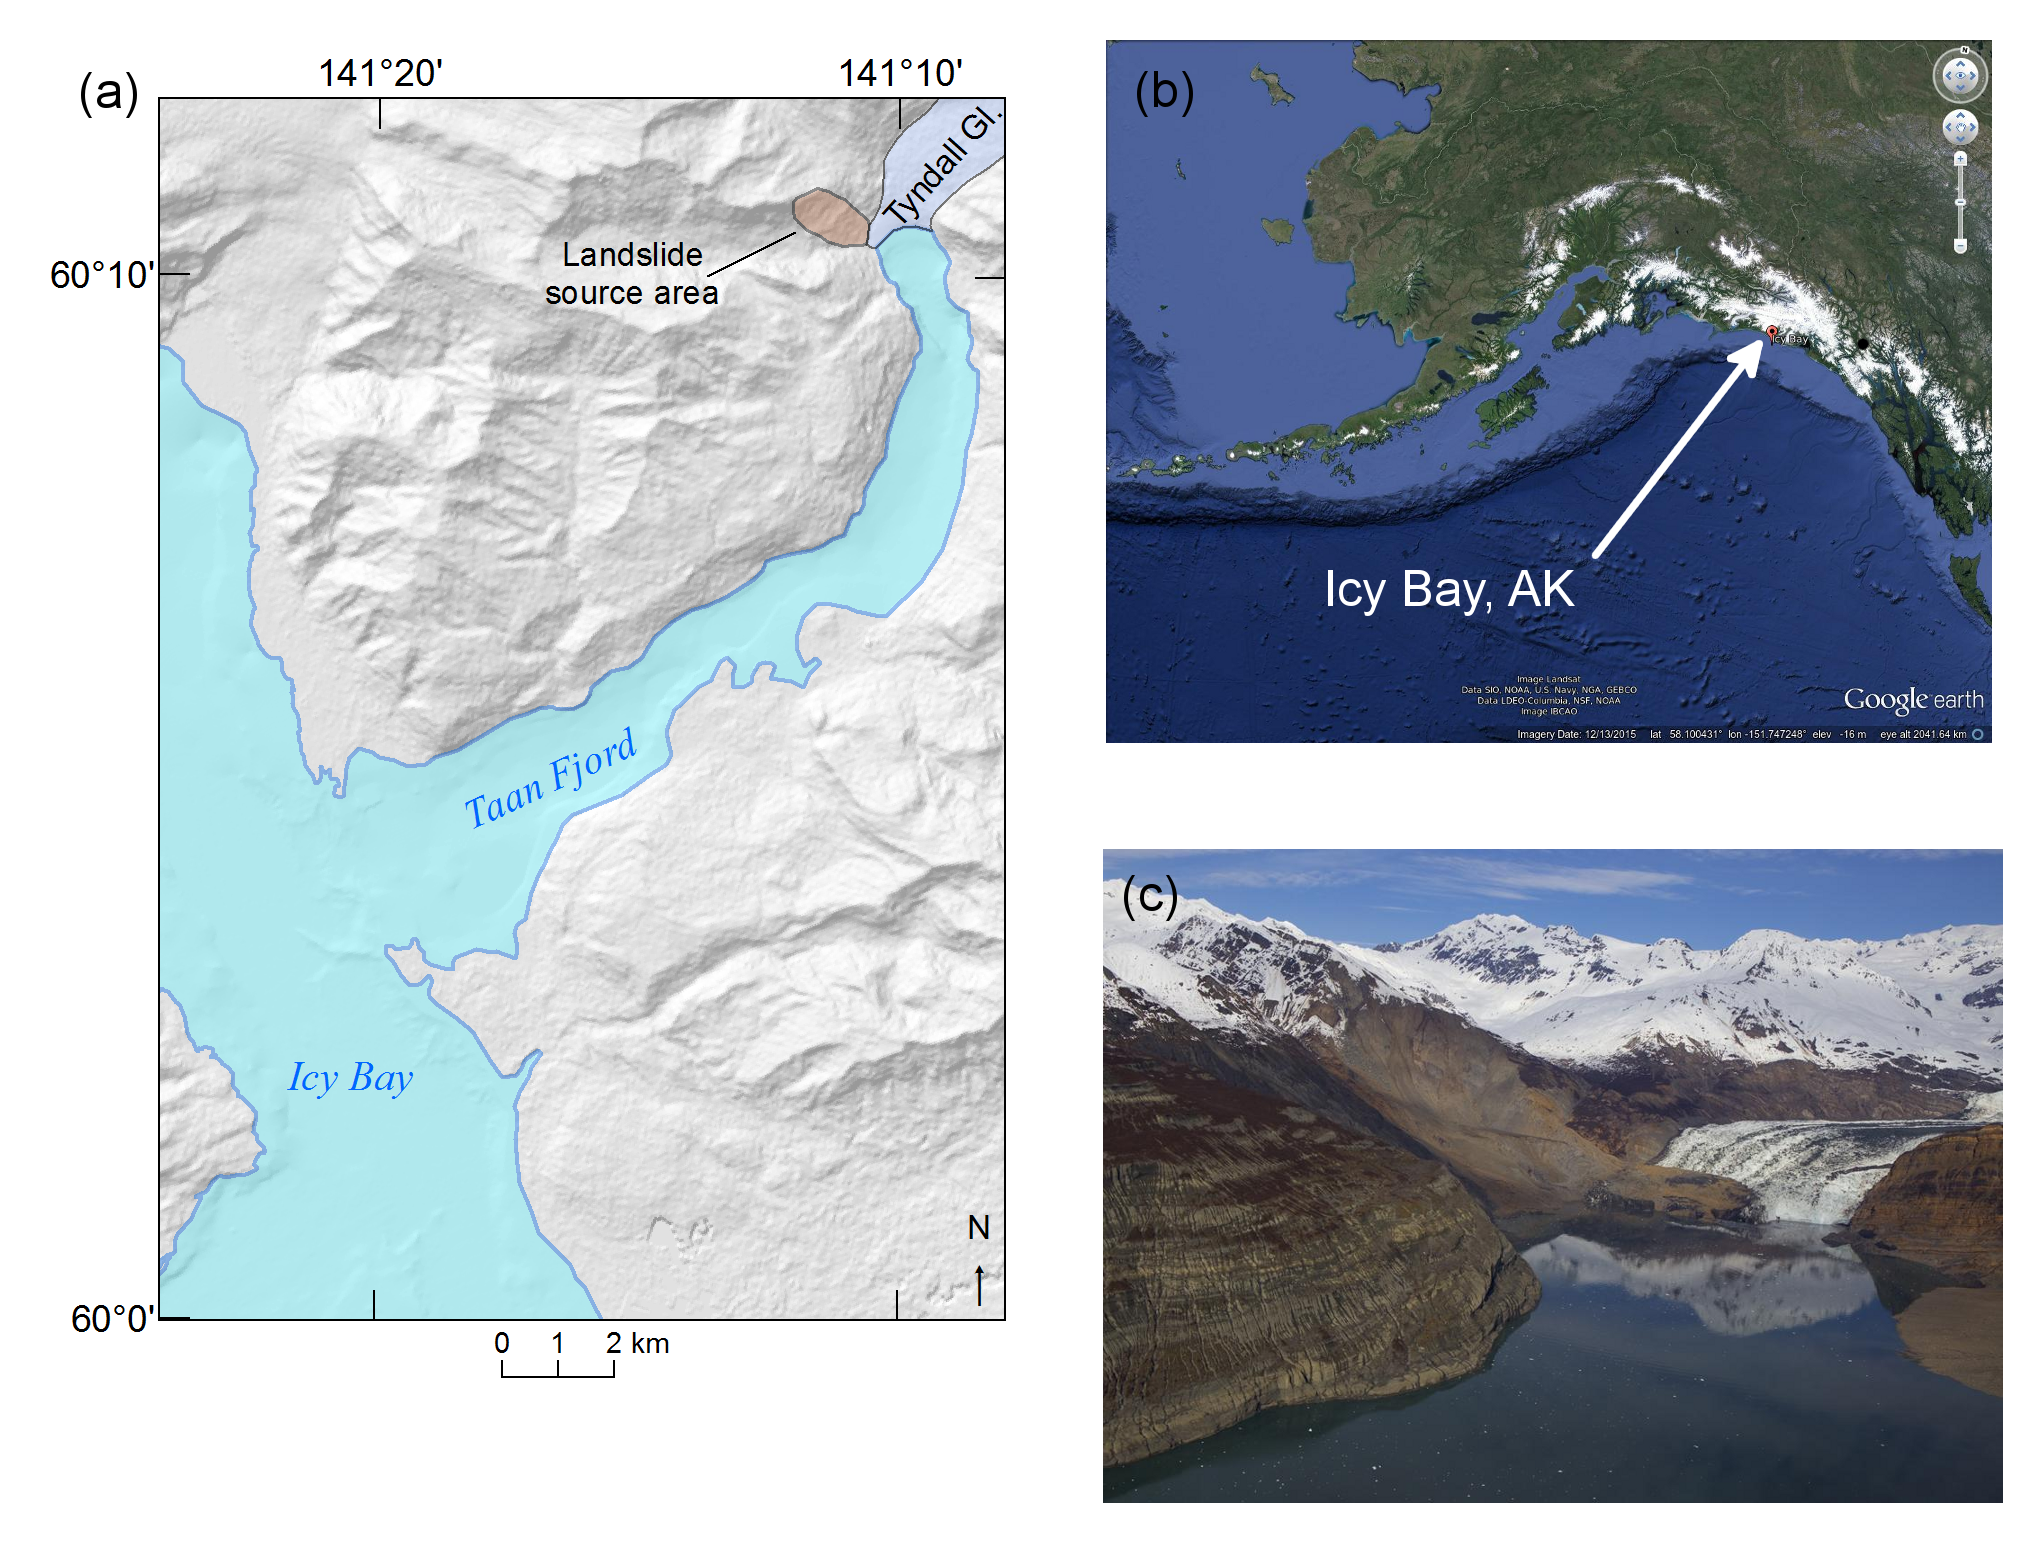 (a)
141°20'
141°10'
Tyndall Gl.
60°10'
Landslide
source area
Taan Fjord
Icy Bay
N
60°0'
0 1 2 km
(b)
N
Icy Bay
Icy Bay, AK
Image Landsat
Data SIO, NOAA, U.S. Navy, NGA, GEBCO
Data LDEO-Columbia, NSF, NOAA
Image IBCAO
Google earth
Imagery Date: 12/13/2015 lat 58.100431° lon -151.747248° elev -16 m eye alt 2041.64 km
(c)